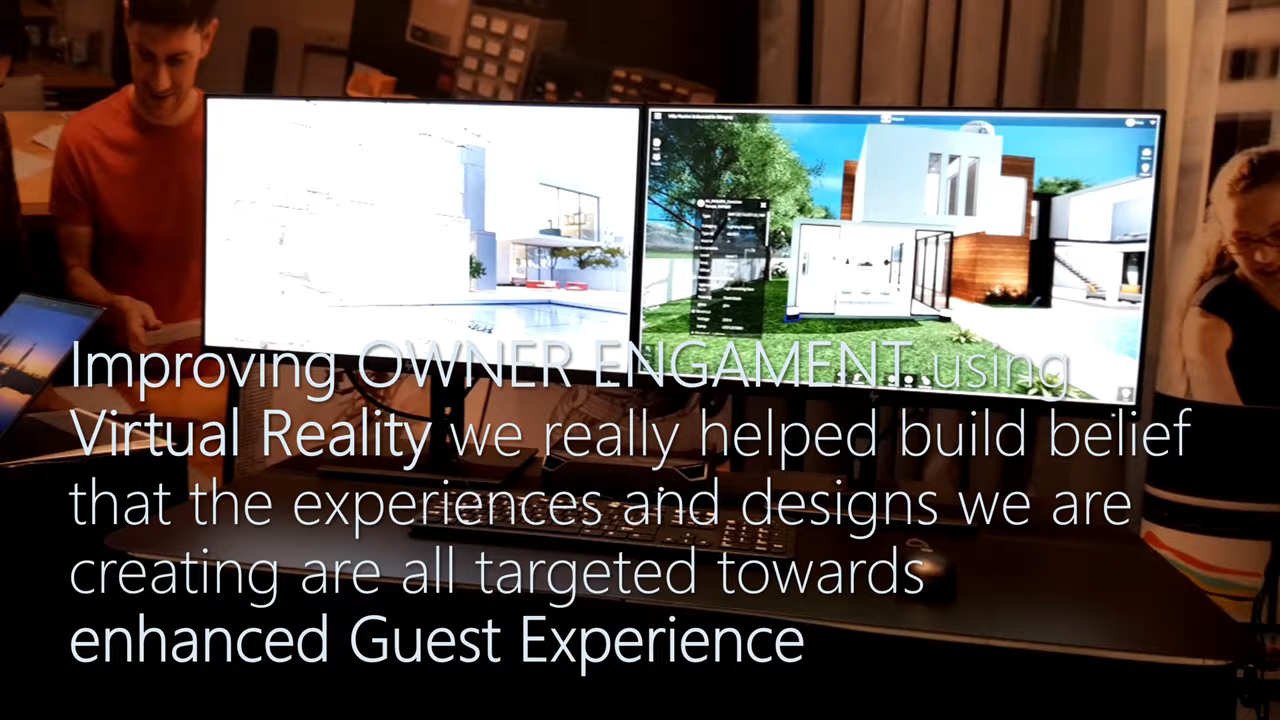 Improving OWNER ENGAMENT using
Virtual Reality we really helped build belief
that the experiences and designs we are
creating are all targeted towards
enhanced Guest Experience